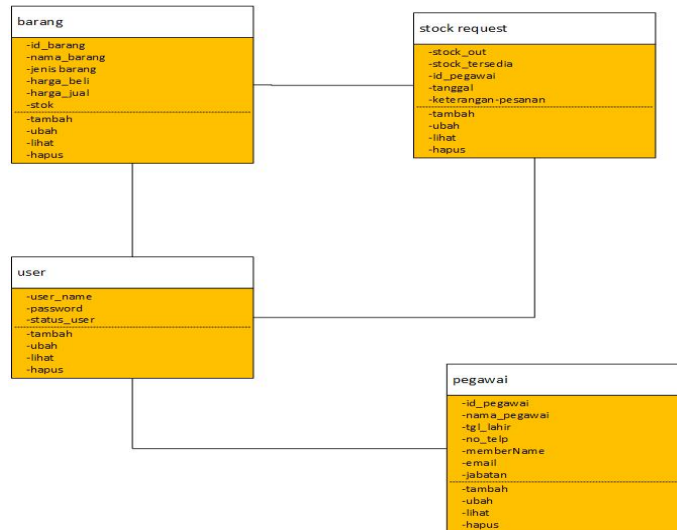 barang
-id_barang
-nama_barang
-jenis barang
-harga_beli
-harga_jual
-stok
-tambah
-ubah
-lihat
-hapus
stock request
-stock_out
-stock_tersedia
-id_pegawai
-tanggal
-keterangan-pesanan
-tambah
-ubah
-lihat
-hapus
user
-user_name
-password
-status_user
-tambah
-ubah
-lihat
-hapus
pegawai
-id_pegawai
-nama_pegawai
-tgl_lahir
-no_telp
-memberName
-email
-jabatan
-tambah
-ubah
-lihat
-hapus